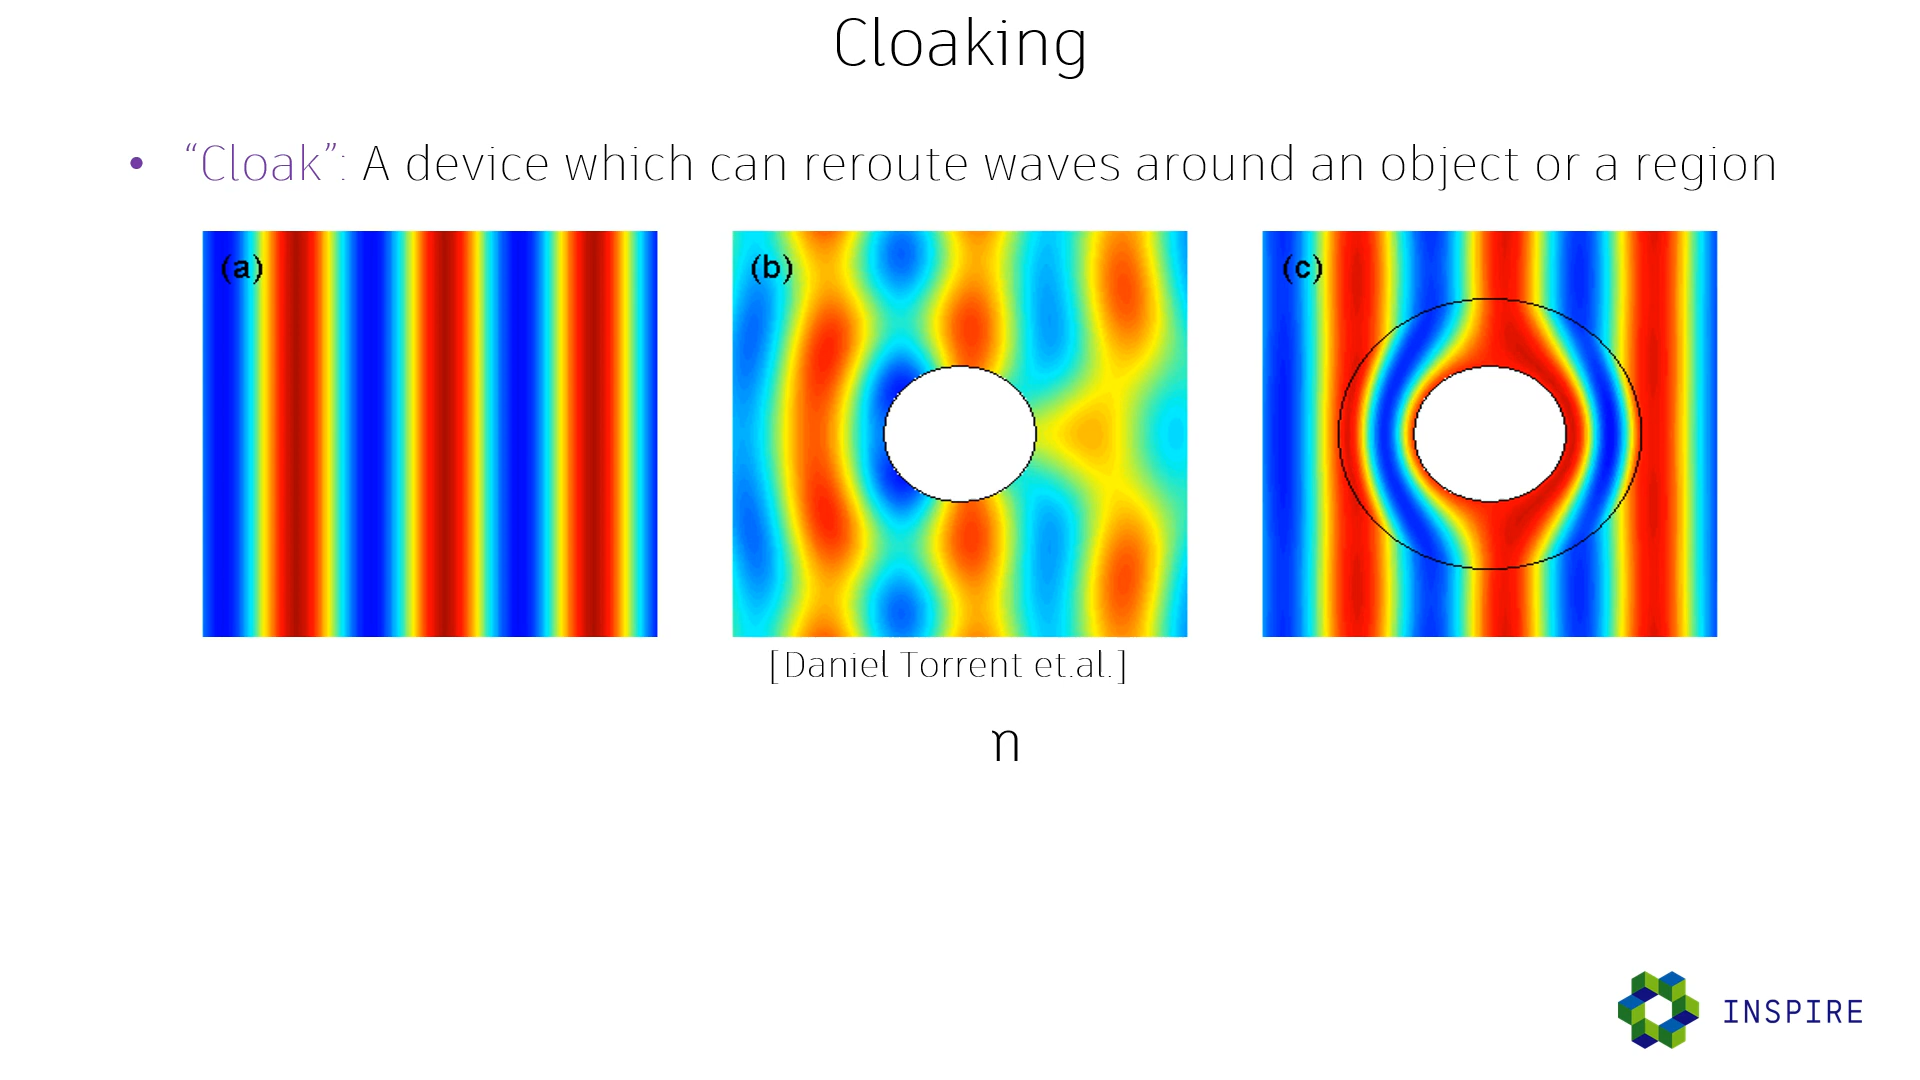 Cloaking
• “Cloak”: A device which can reroute waves around an object or a region
(a)
(b)
(c)
[Daniel Torrent et.al.]
η
INSPIRE